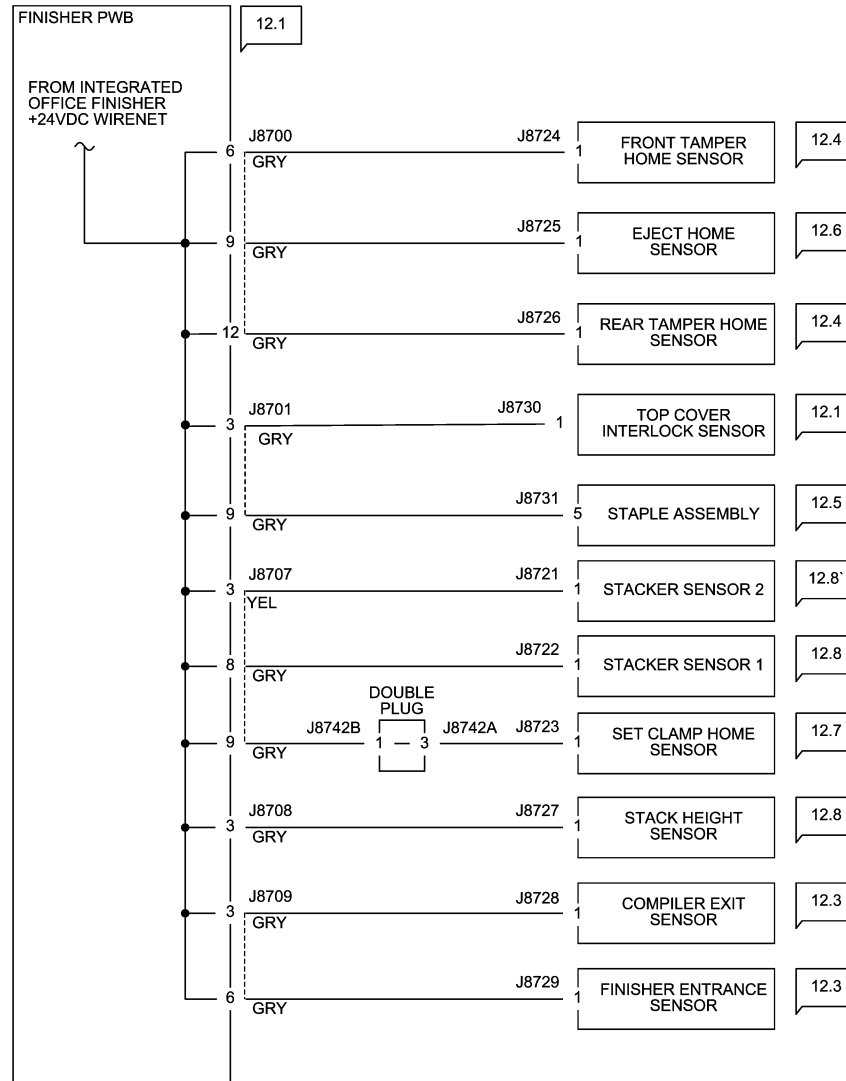 FINISHER PWB
12.1
FROM INTEGRATED
OFFICE FINISHER
+24VDC WIRENET
6 J8700 J8724 1
GRY
FRONT TAMPER
HOME SENSOR
12.4
9 J8725 1
GRY
EJECT HOME
SENSOR
12.6
12 J8726 1
GRY
REAR TAMPER HOME
SENSOR
12.4
3 J8701 J8730 1
GRY
TOP COVER
INTERLOCK SENSOR
12.1
9 J8731 5
GRY
STAPLE ASSEMBLY
12.5
3 J8707 J8721 1
YEL
STACKER SENSOR 2
12.8`
8 J8722 1
GRY
STACKER SENSOR 1
12.8
DOUBLE
PLUG
9 J8742B 1 – 3 J8742A J8723 1
GRY
SET CLAMP HOME
SENSOR
12.7
3 J8708 J8727 1
GRY
STACK HEIGHT
SENSOR
12.8
3 J8709 J8728 1
GRY
COMPILER EXIT
SENSOR
12.3
6 J8729 1
GRY
FINISHER ENTRANCE
SENSOR
12.3